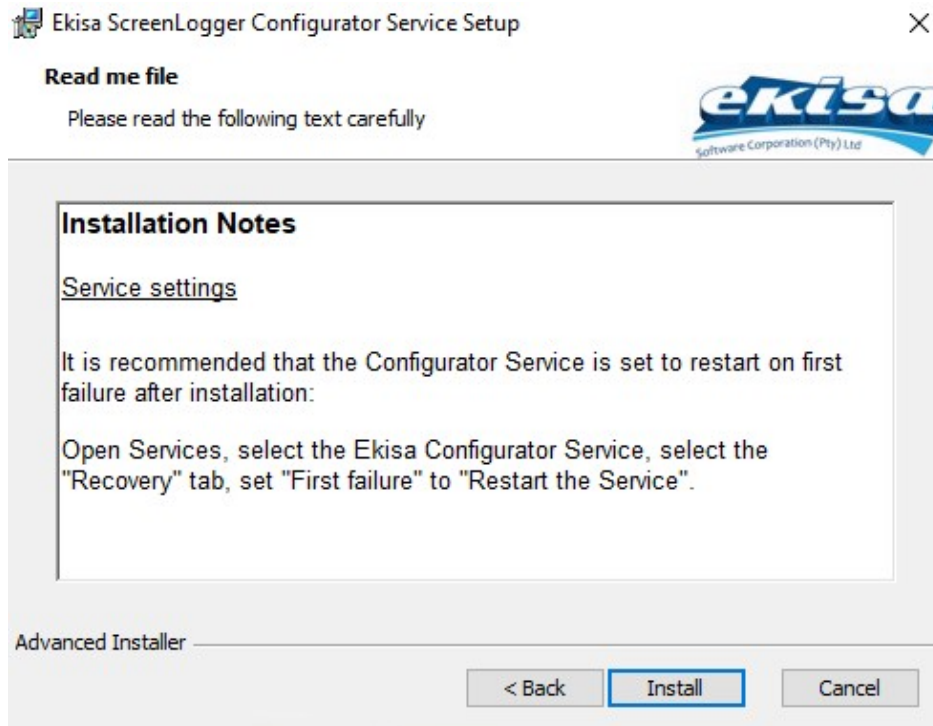 Ekisa ScreenLogger Configurator Service Setup
Read me file
Please read the following text carefully
ekisa
Software Corporation (Pty) Ltd
Installation Notes
Service settings
It is recommended that the Configurator Service is set to restart on first
failure after installation:
Open Services, select the Ekisa Configurator Service, select the
"Recovery" tab, set "First failure" to "Restart the Service".
Advanced Installer
< Back
Install
Cancel